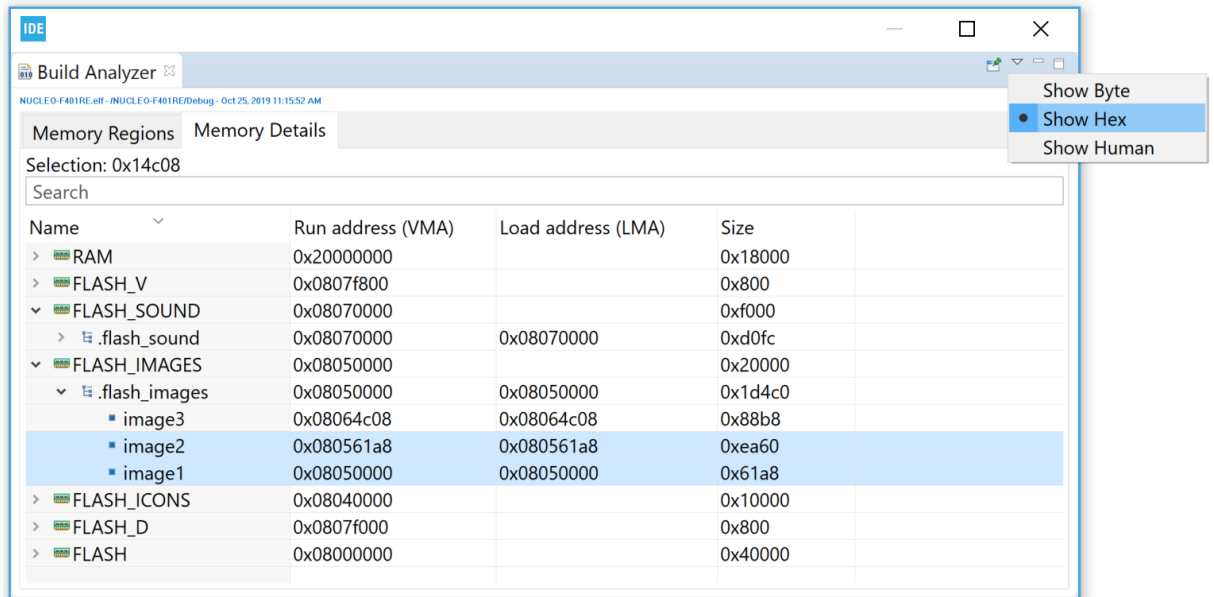 IDE
Build Analyzer
NUCLEO-F401RE.elf - /NUCLEO-F401RE/Debug - Oct 25, 2019 11:15:52 AM
Show Byte
Show Hex
Show Human
Memory Regions Memory Details
Selection: 0x14c08
Search
Name Run address (VMA) Load address (LMA) Size
RAM 0x20000000 0x18000
FLASH_V 0x0807f800 0x800
FLASH_SOUND 0x08070000 0xf000
.flash_sound 0x08070000 0x08070000 0xd0fc
FLASH_IMAGES 0x08050000 0x20000
.flash_images 0x08050000 0x08050000 0x1d4c0
image3 0x08064c08 0x08064c08 0x88b8
image2 0x080561a8 0x080561a8 0xea60
image1 0x08050000 0x08050000 0x61a8
FLASH_ICONS 0x08040000 0x10000
FLASH_D 0x0807f000 0x800
FLASH 0x08000000 0x40000